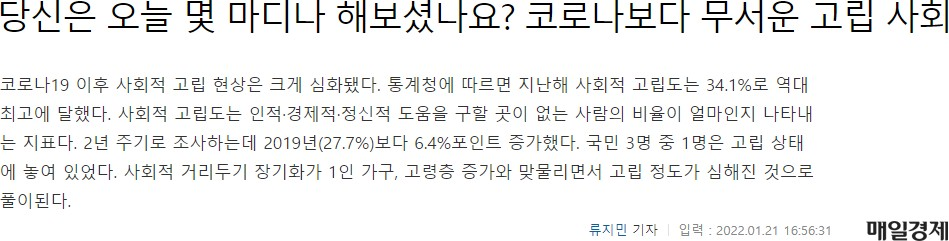 당신은 오늘 몇 마디나 해보셨나요? 코로나보다 무서운 고립 사회
코로나19 이후 사회적 고립 현상은 크게 심화됐다. 통계청에 따르면 지난해 사회적 고립도는 34.1%로 역대
최고에 달했다. 사회적 고립도는 인적·경제적·정신적 도움을 구할 곳이 없는 사람의 비율이 얼마인지 나타내
는 지표다. 2년 주기로 조사하는데 2019년(27.7%)보다 6.4%포인트 증가했다. 국민 3명 중 1명은 고립 상태
에 놓여 있었다. 사회적 거리두기 장기화가 1인 가구, 고령층 증가와 맞물리면서 고립 정도가 심해진 것으로
풀이된다.
류지민 기자 | 입력 : 2022.01.21 16:56:31 매일경제